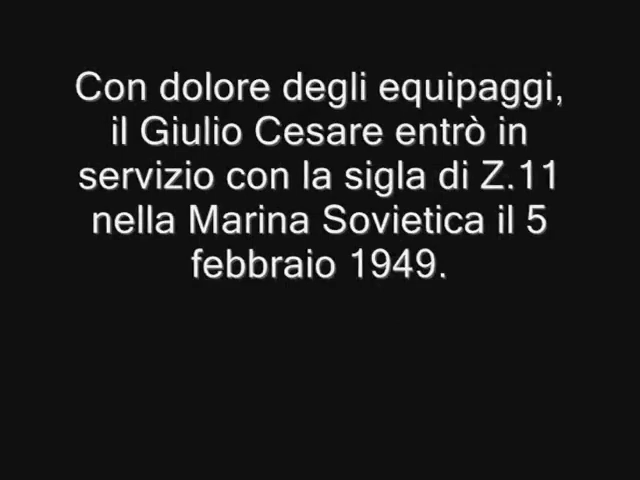 Con dolore degli equipaggi,
il Giulio Cesare entrò in
servizio con la sigla di Z.11
nella Marina Sovietica il 5
febbraio 1949.